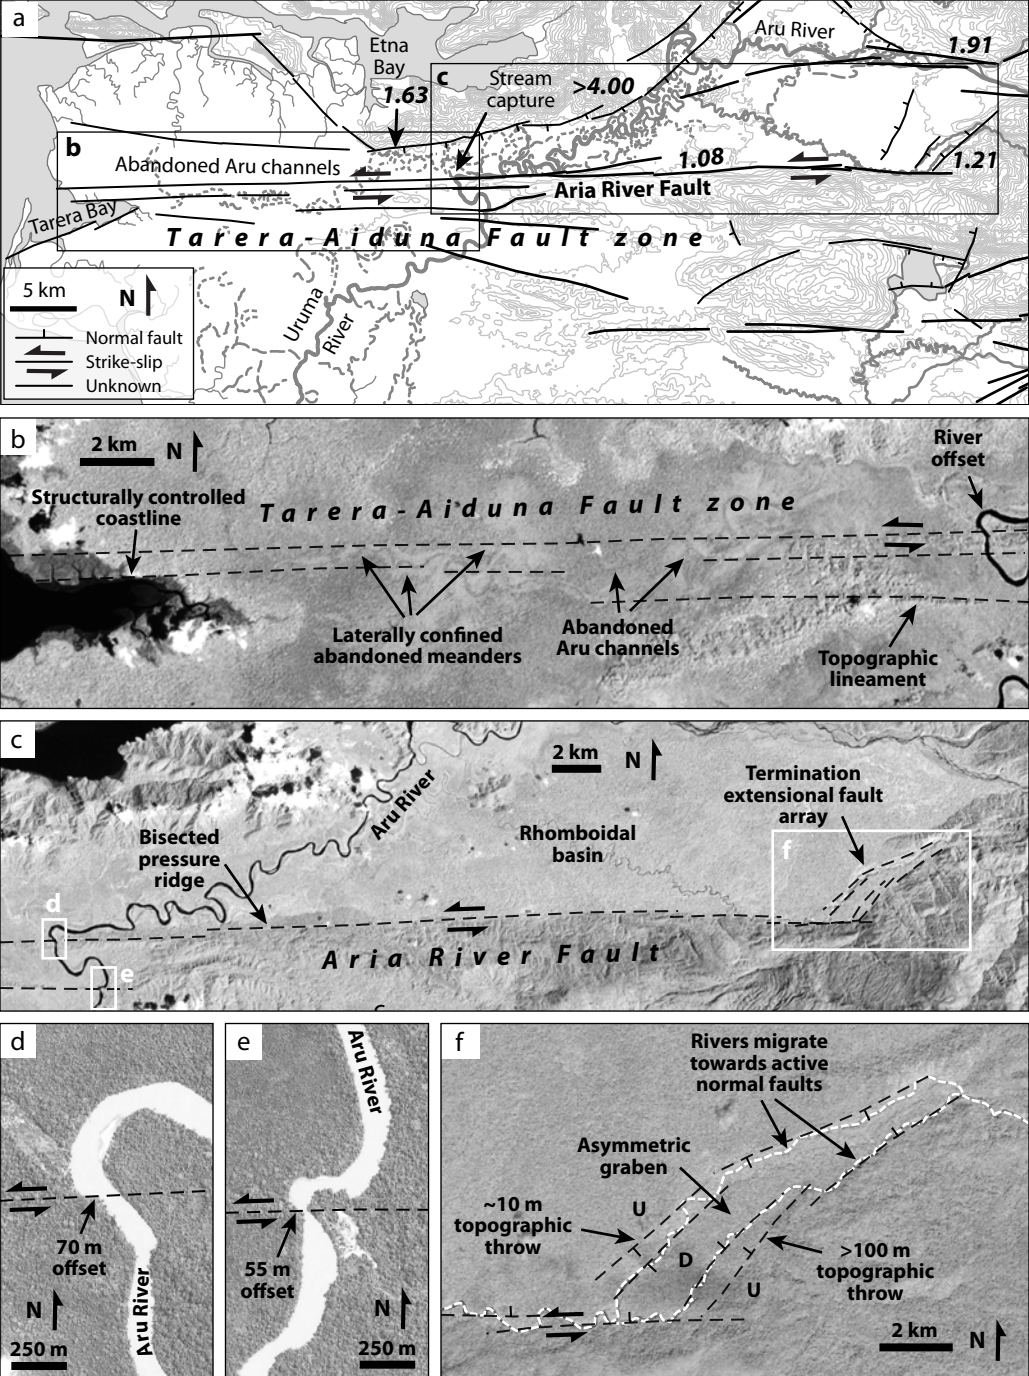 a
Etna
Bay
1.63
c
Stream
capture
>4.00
Aru River
1.91
b
Abandoned Aru channels
1.08
1.21
Aria River Fault
Tarera Bay
Tarera-Aiduna Fault zone
5 km
N
Normal fault
Strike-slip
Unknown
Uruma
River
b
2 km
N
River
offset
Structurally controlled
coastline
Tarera-Aiduna Fault zone
Laterally confined
abandoned meanders
Abandoned
Aru channels
Topographic
lineament
c
2 km
N
Aru River
Termination
extensional fault
array
Bisected
pressure
ridge
Rhomboidal
basin
f
d
e
Aria River Fault
d
70 m
offset
Aru River
N
250 m
e
Aru River
55 m
offset
N
250 m
f
Rivers migrate
towards active
normal faults
Asymmetric
graben
~10 m
topographic
throw
U
D
U
>100 m
topographic
throw
2 km
N